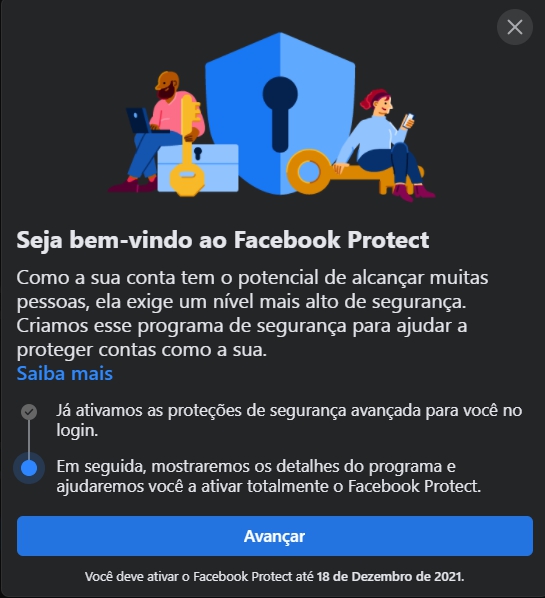 Seja bem-vindo ao Facebook Protect
Como a sua conta tem o potencial de alcançar muitas
pessoas, ela exige um nível mais alto de segurança.
Criamos esse programa de segurança para ajudar a
proteger contas como a sua.
Saiba mais
Já ativamos as proteções de segurança avançada para você no
login.
Em seguida, mostraremos os detalhes do programa e
ajudaremos você a ativar totalmente o Facebook Protect.
Avançar
Você deve ativar o Facebook Protect até 18 de Dezembro de 2021.